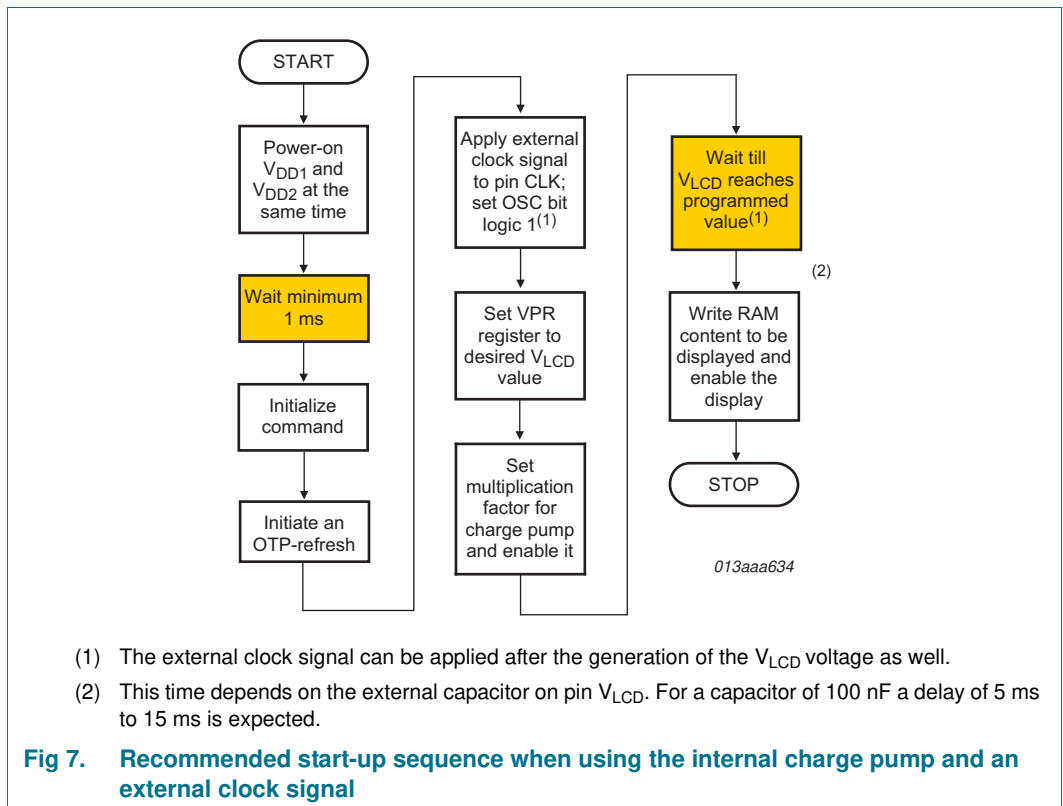 START
Power-on
VDD1 and
VDD2 at the
same time
Wait minimum
1 ms
Initialize
command
Initiate an
OTP-refresh
Apply external
clock signal
to pin CLK;
set OSC bit
logic 1(1)
Set VPR
register to
desired VLCD
value
Set
multiplication
factor for
charge pump
and enable it
Wait till
VLCD reaches
programmed
value(1)
(2)
Write RAM
content to be
displayed and
enable the
display
STOP
013aaa634
(1) The external clock signal can be applied after the generation of the VLCD voltage as well.
(2) This time depends on the external capacitor on pin VLCD. For a capacitor of 100 nF a delay of 5 ms
to 15 ms is expected.
Fig 7. Recommended start-up sequence when using the internal charge pump and an
external clock signal